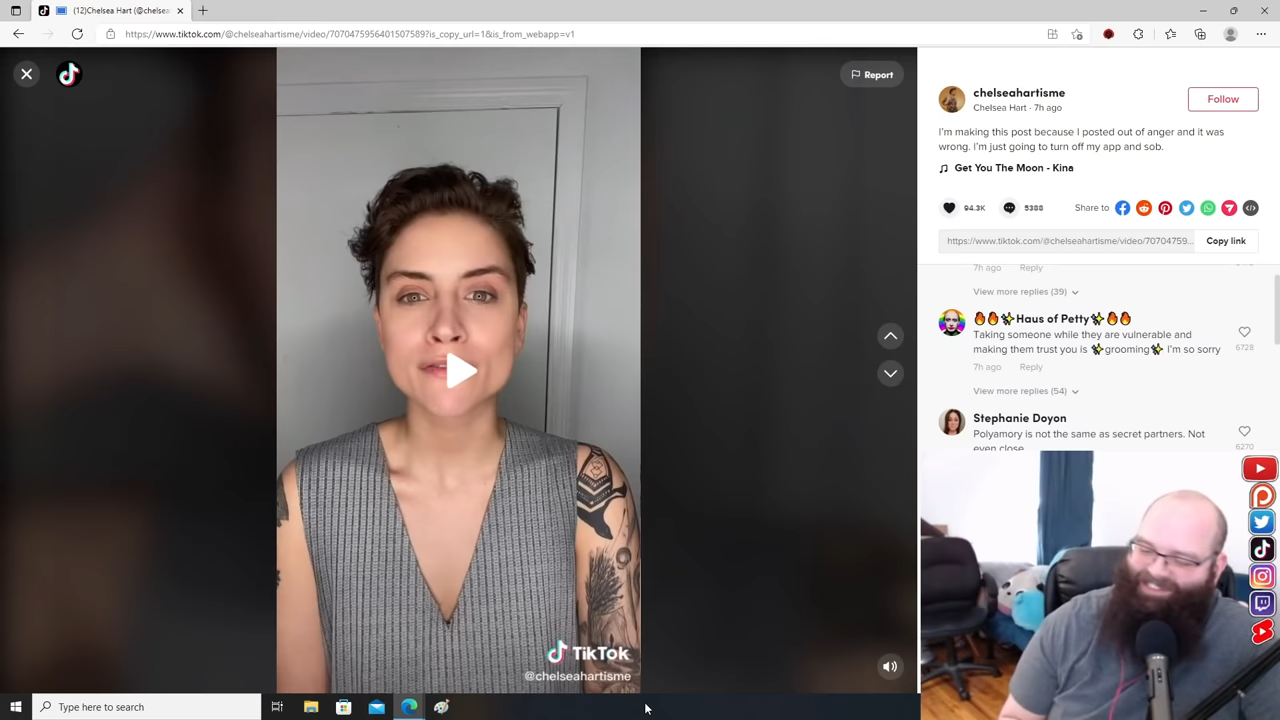 (12)Chelsea Hart (@chelsea
https://www.tiktok.com/@chelseahartisme/video/7070475956401507589?is_copy_url=1&is_from_webapp=v1
Report
chelseahartisme
Chelsea Hart · 7h ago
Follow
I'm making this post because I posted out of anger and it was
wrong. I'm just going to turn off my app and sob.
Get You The Moon - Kina
94.3K
5388
Share to
https://www.tiktok.com/@chelseahartisme/video/70704759...
Copy link
7h ago Reply
View more replies (39)
🔥🔥✨Haus of Petty✨🔥🔥
Taking someone while they are vulnerable and
making them trust you is ✨grooming✨ I'm so sorry
6728
7h ago Reply
View more replies (54)
Stephanie Doyon
Polyamory is not the same as secret partners. Not
even close
6270
TikTok
@chelseahartisme
Type here to search